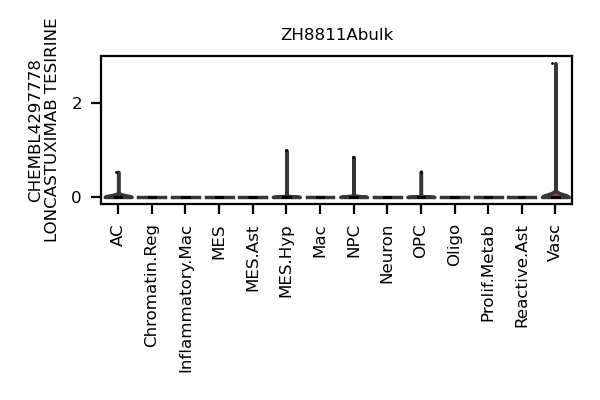 ZH8811Abulk
CHEMBL4297778
LONCASTUXIMAB TESIRINE
2
0
AC
Chromatin.Reg
Inflammatory.Mac
MES
MES.Ast
MES.Hyp
Mac
NPC
Neuron
OPC
Oligo
Prolif.Metab
Reactive.Ast
Vasc